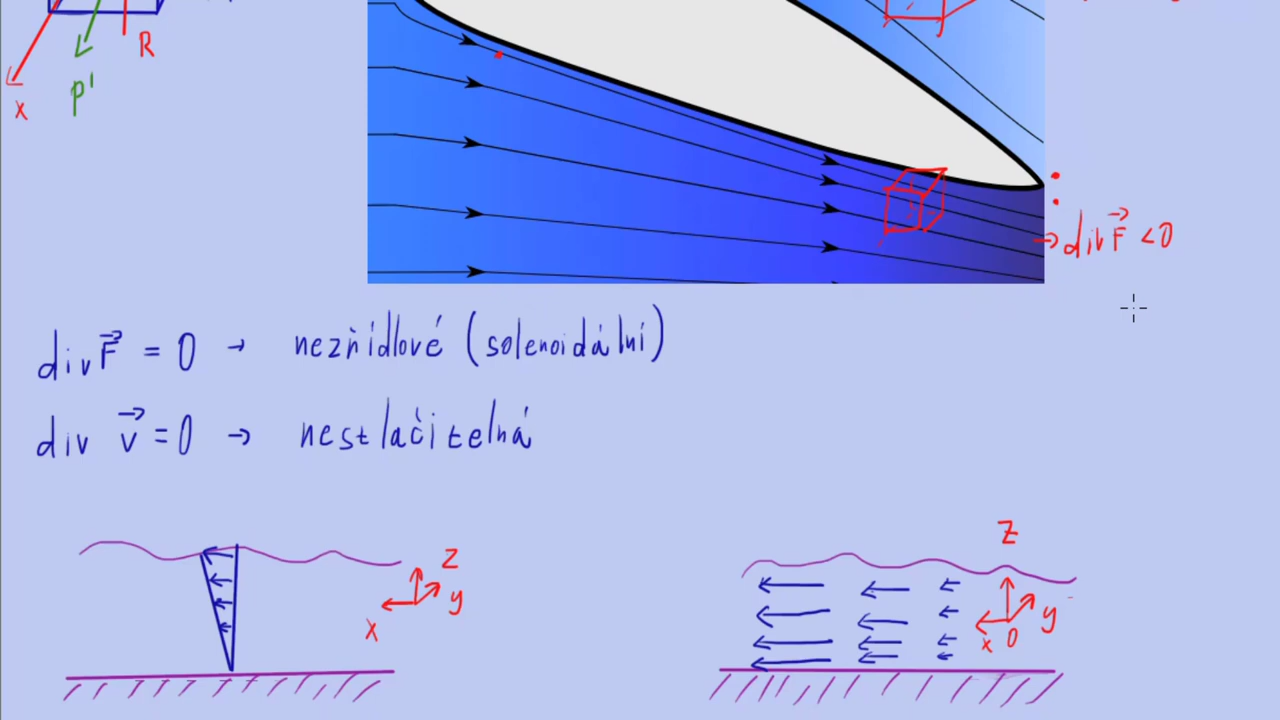 R
x
p'
div F⃗ < 0
div F⃗ = 0 → nezřídlové (solenoidální)
div v⃗ = 0 → nestlačitelná
z
y
x
z
y
x 0